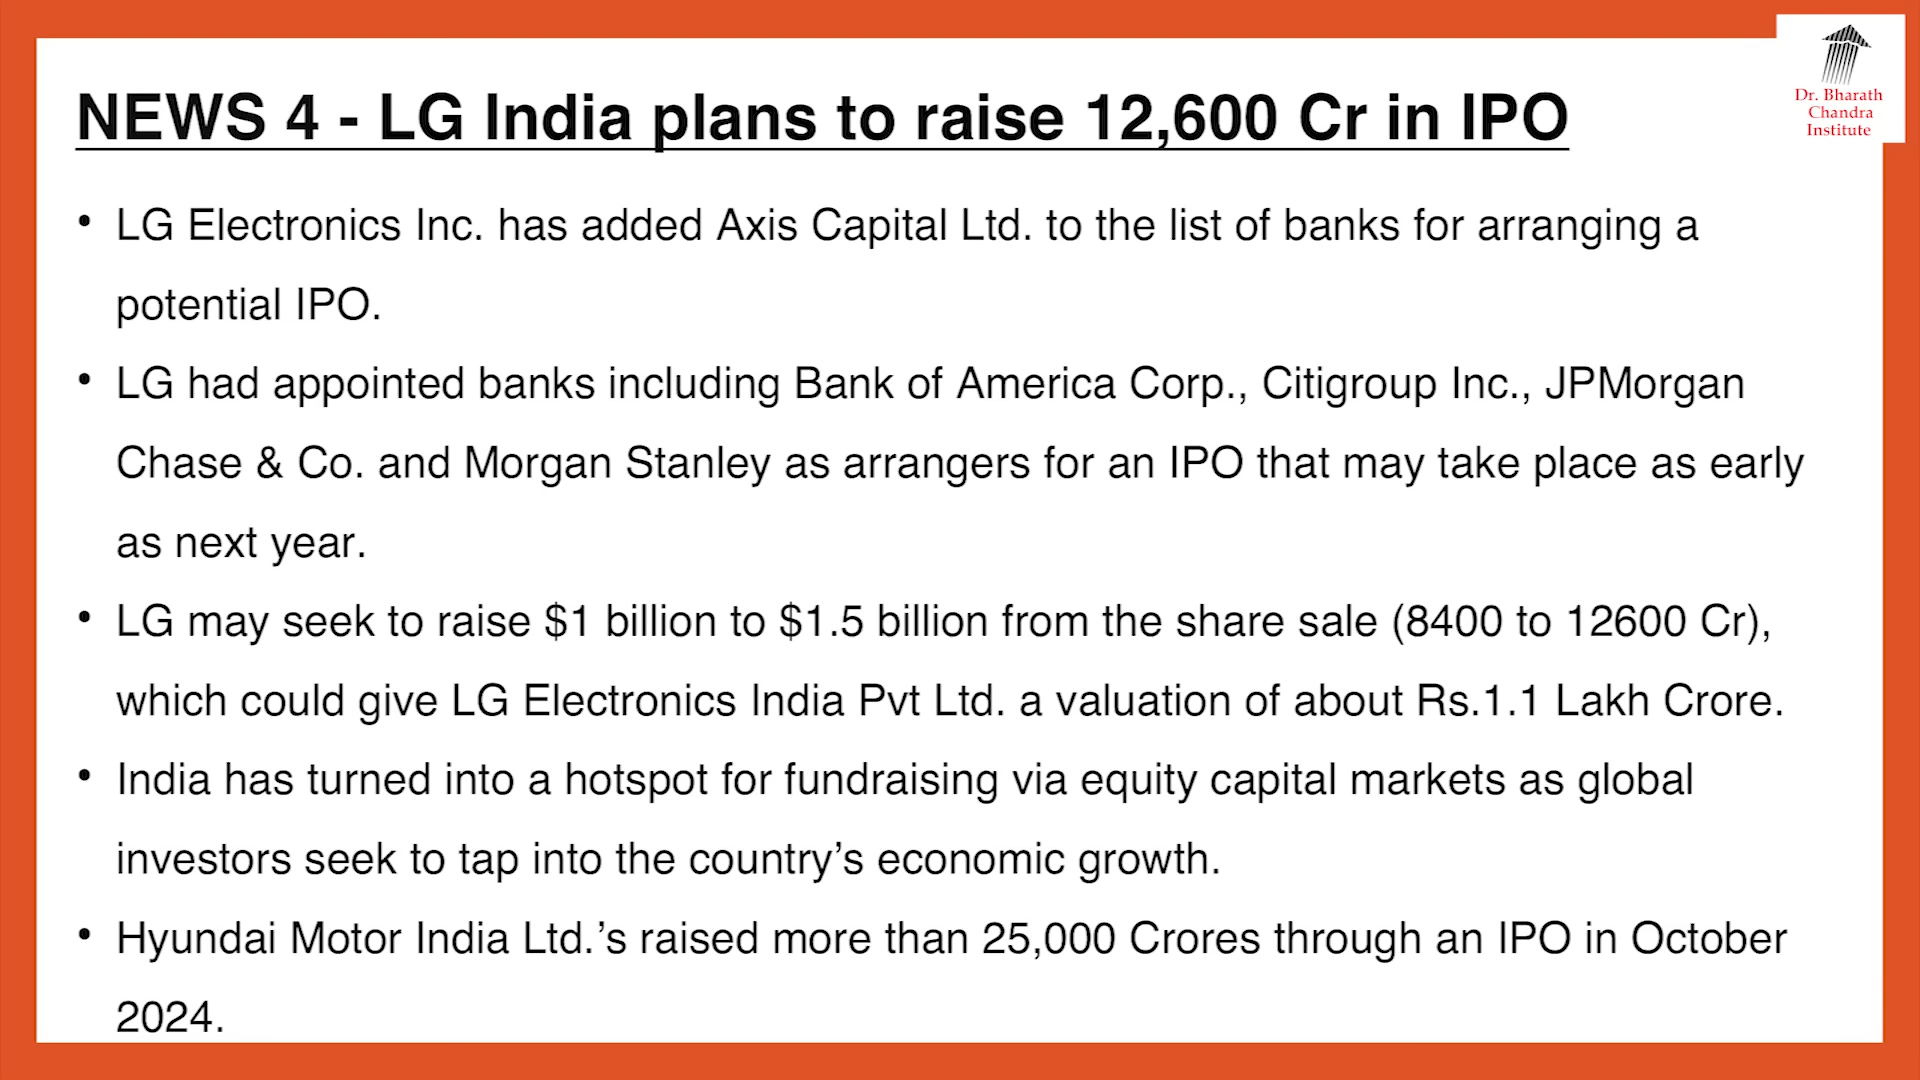 NEWS 4 - LG India plans to raise 12,600 Cr in IPO
Dr. Bharath
Chandra
Institute
• LG Electronics Inc. has added Axis Capital Ltd. to the list of banks for arranging a
potential IPO.
• LG had appointed banks including Bank of America Corp., Citigroup Inc., JPMorgan
Chase & Co. and Morgan Stanley as arrangers for an IPO that may take place as early
as next year.
• LG may seek to raise $1 billion to $1.5 billion from the share sale (8400 to 12600 Cr),
which could give LG Electronics India Pvt Ltd. a valuation of about Rs.1.1 Lakh Crore.
• India has turned into a hotspot for fundraising via equity capital markets as global
investors seek to tap into the country’s economic growth.
• Hyundai Motor India Ltd.’s raised more than 25,000 Crores through an IPO in October
2024.